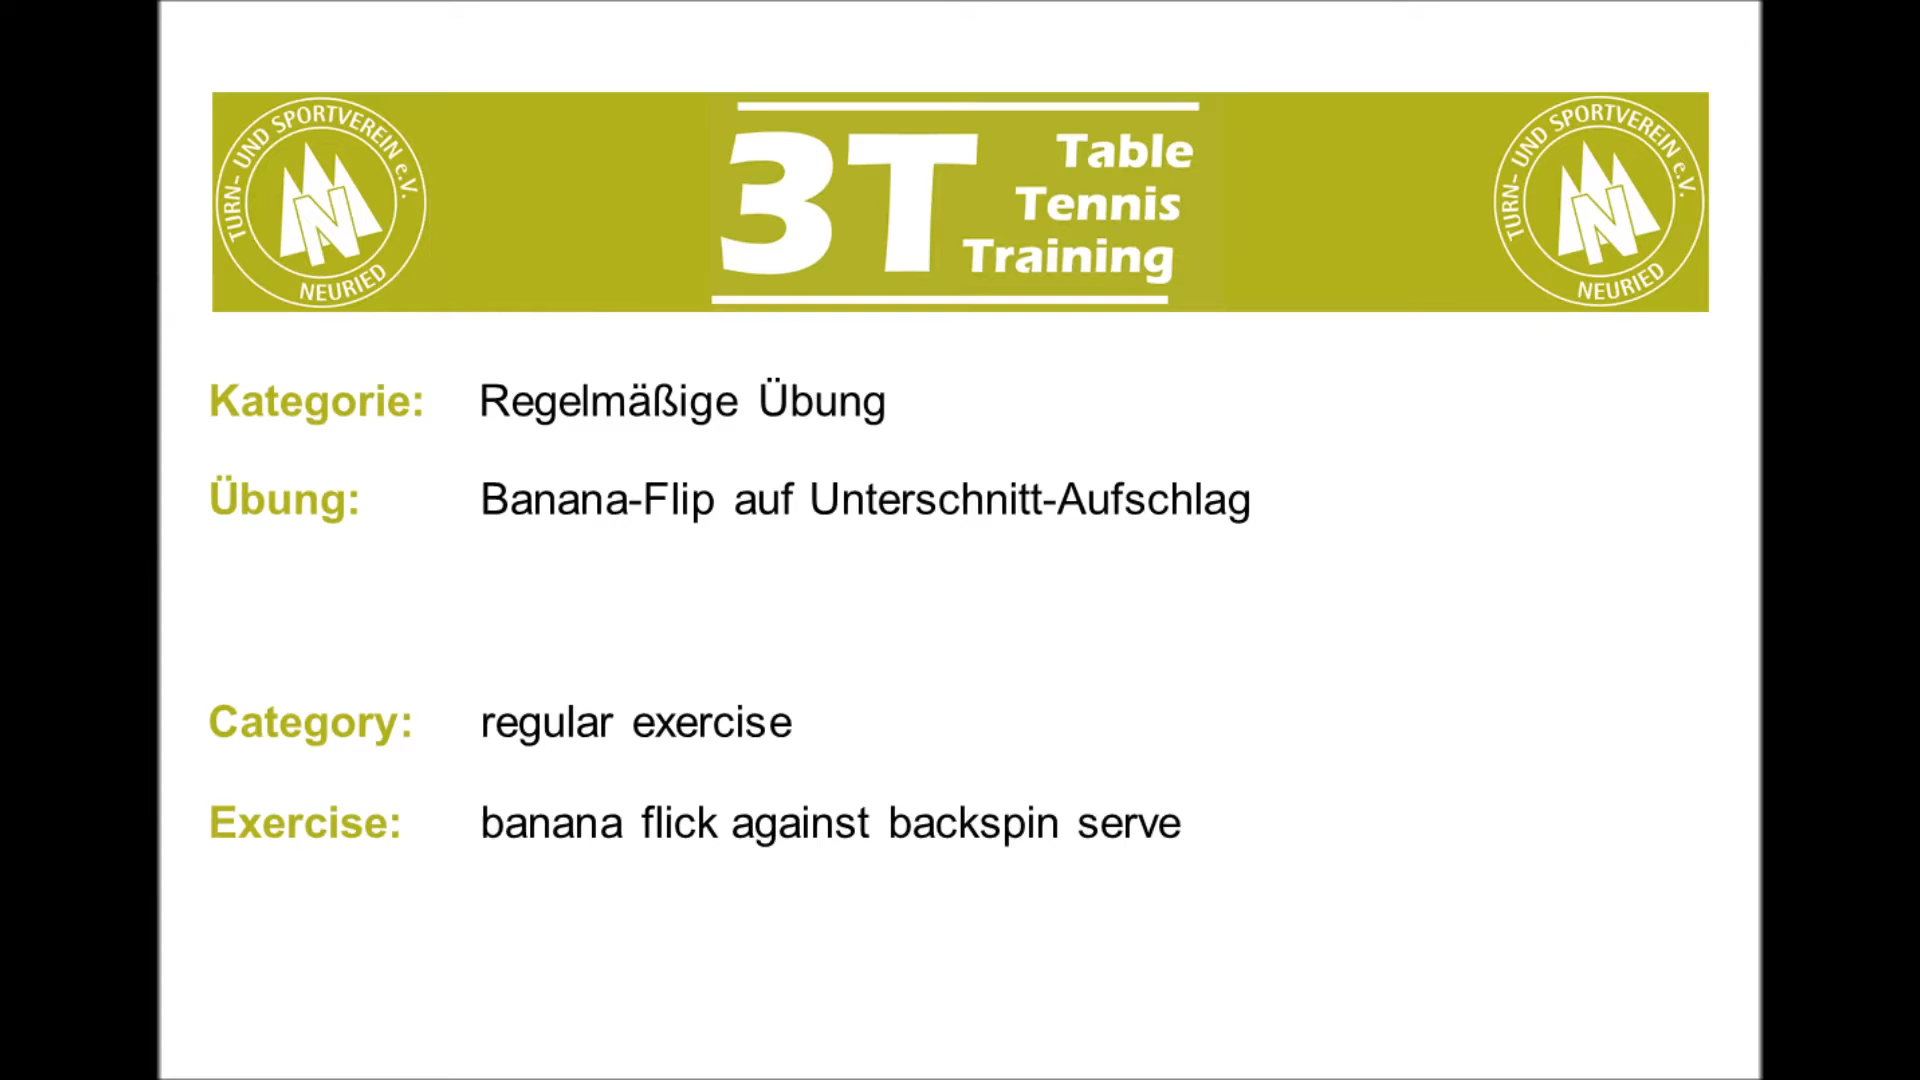 TURN- UND SPORTVEREIN e.V.
NEURIED
3T
Table
Tennis
Training
TURN- UND SPORTVEREIN e.V.
NEURIED
Kategorie: Regelmäßige Übung
Übung: Banana-Flip auf Unterschnitt-Aufschlag
Category: regular exercise
Exercise: banana flick against backspin serve